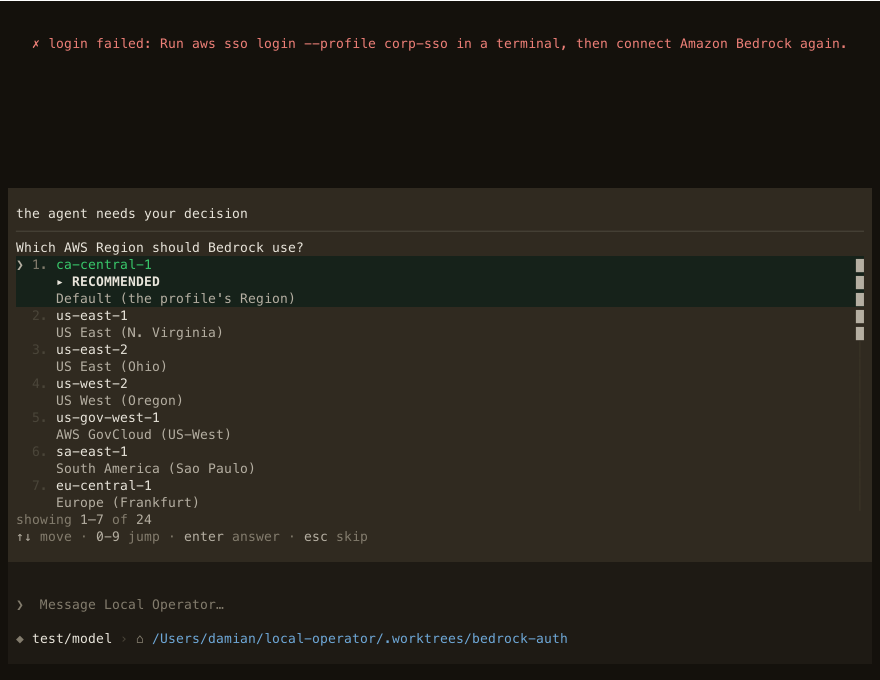 ✗ login failed: Run aws sso login --profile corp-sso in a terminal, then connect Amazon Bedrock again.
the agent needs your decision
Which AWS Region should Bedrock use?
❯ 1. ca-central-1
▸ RECOMMENDED
Default (the profile's Region)
2. us-east-1
US East (N. Virginia)
3. us-east-2
US East (Ohio)
4. us-west-2
US West (Oregon)
5. us-gov-west-1
AWS GovCloud (US-West)
6. sa-east-1
South America (Sao Paulo)
7. eu-central-1
Europe (Frankfurt)
showing 1–7 of 24
↑↓ move · 0-9 jump · enter answer · esc skip
❯ Message Local Operator…
◆ test/model › ⌂ /Users/damian/local-operator/.worktrees/bedrock-auth